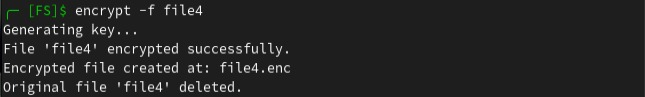 ╭─ [FS]$ encrypt -f file4
Generating key...
File 'file4' encrypted successfully.
Encrypted file created at: file4.enc
Original file 'file4' deleted.